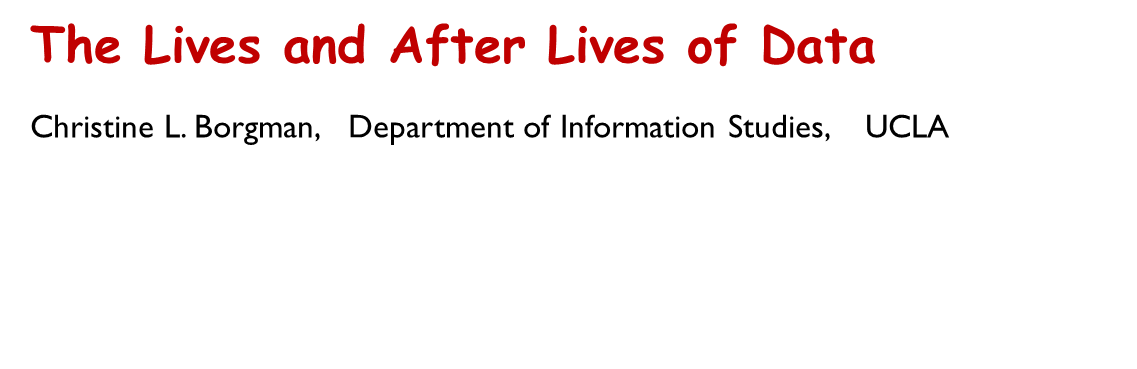 The Lives and After Lives of Data
Christine L. Borgman, Department of Information Studies, UCLA